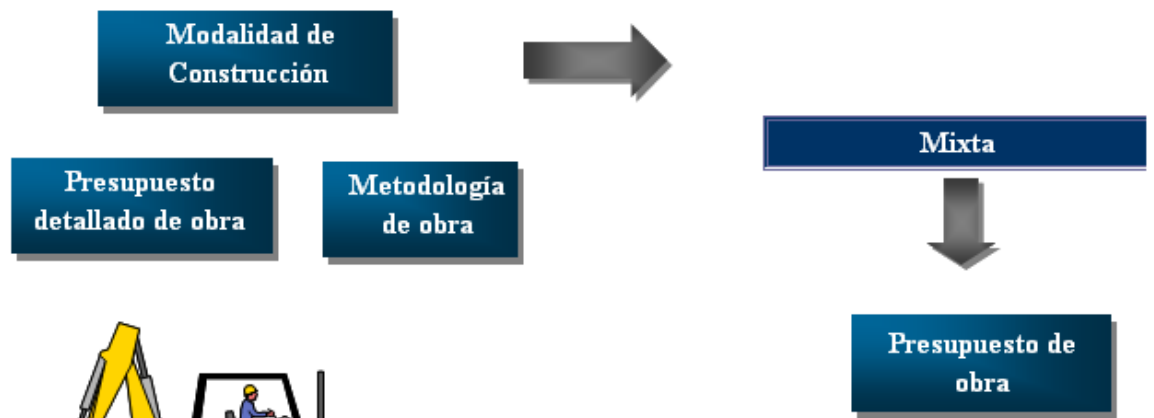 Modalidad de
Construcción
Mixta
Presupuesto
detallado de obra
Metodología
de obra
Presupuesto de
obra